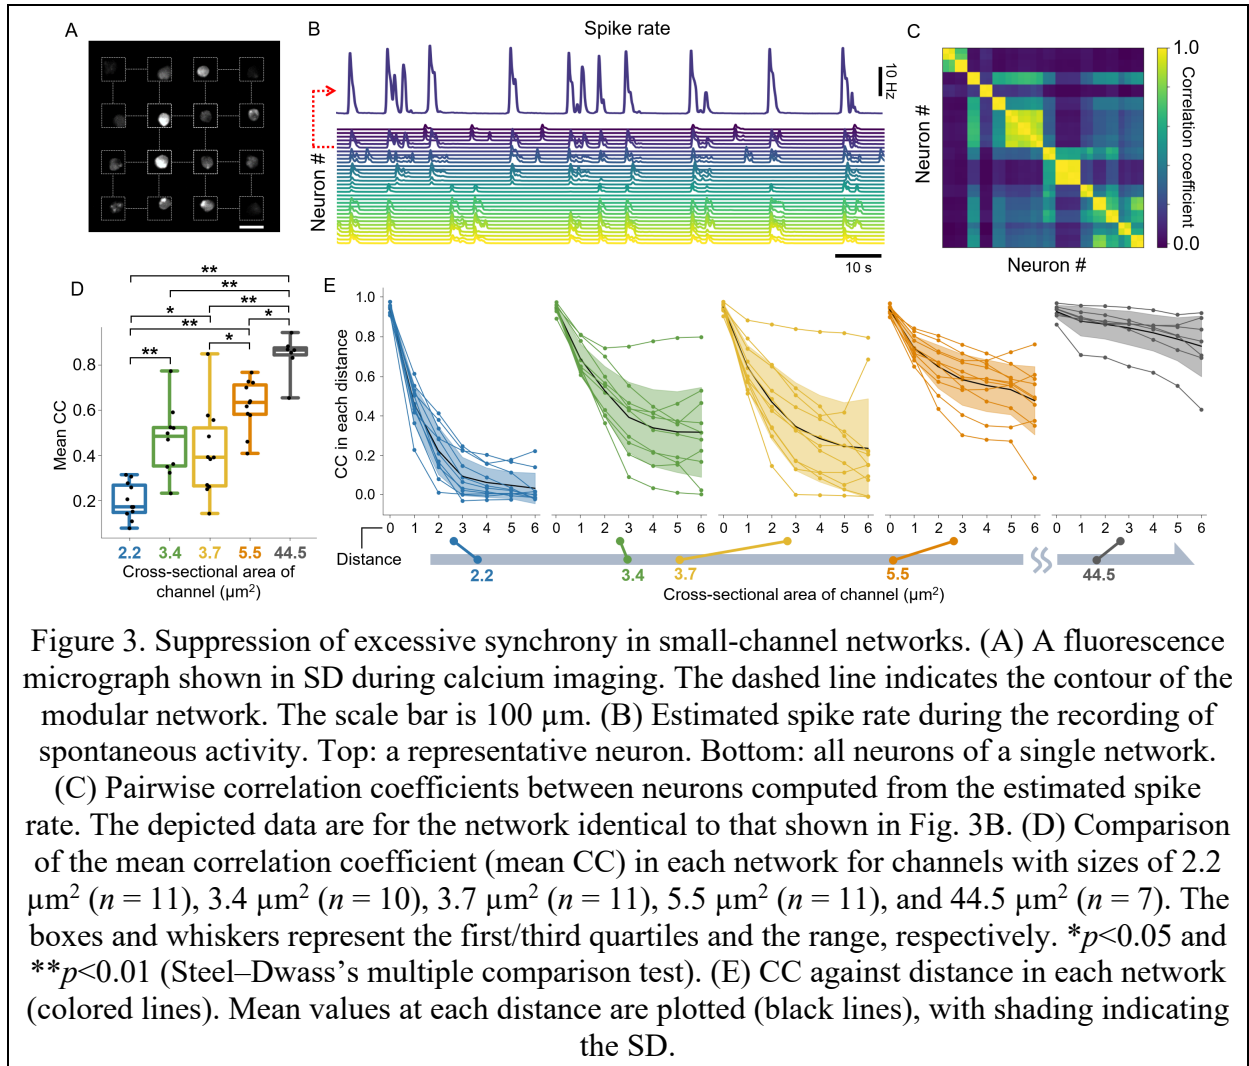 A
B
Spike rate
10 Hz
Neuron #
10 s
C
Neuron #
Neuron #
1.0
0.0
Correlation coefficient
D
** 
**
**
*
*
**
*
**
Mean CC
0.8
0.6
0.4
0.2
2.2 3.4 3.7 5.5 44.5
Cross-sectional area of
channel (µm²)
E
CC in each distance
1.0
0.8
0.6
0.4
0.2
0.0
0 1 2 3 4 5 6
0 1 2 3 4 5 6
0 1 2 3 4 5 6
0 1 2 3 4 5 6
0 1 2 3 4 5 6
Distance
2.2 3.4 3.7 5.5 44.5
Cross-sectional area of channel (µm²)
Figure 3. Suppression of excessive synchrony in small-channel networks. (A) A fluorescence
micrograph shown in SD during calcium imaging. The dashed line indicates the contour of the
modular network. The scale bar is 100 µm. (B) Estimated spike rate during the recording of
spontaneous activity. Top: a representative neuron. Bottom: all neurons of a single network.
(C) Pairwise correlation coefficients between neurons computed from the estimated spike
rate. The depicted data are for the network identical to that shown in Fig. 3B. (D) Comparison
of the mean correlation coefficient (mean CC) in each network for channels with sizes of 2.2
µm² (n = 11), 3.4 µm² (n = 10), 3.7 µm² (n = 11), 5.5 µm² (n = 11), and 44.5 µm² (n = 7). The
boxes and whiskers represent the first/third quartiles and the range, respectively. *p<0.05 and
**p<0.01 (Steel–Dwass’s multiple comparison test). (E) CC against distance in each network
(colored lines). Mean values at each distance are plotted (black lines), with shading indicating
the SD.